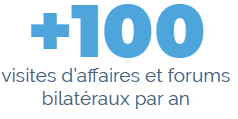 +100
visites d'affaires et forums
bilatéraux par an